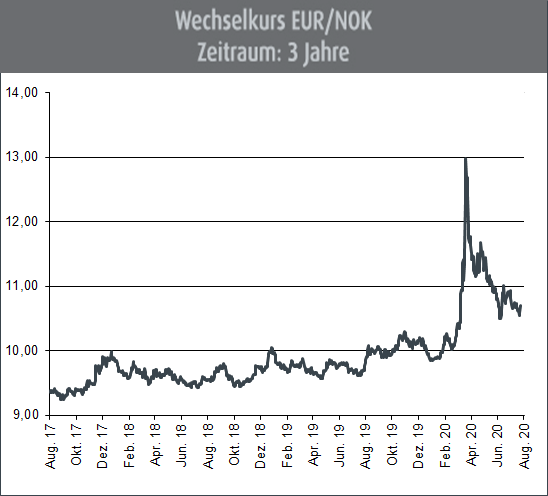 Wechselkurs EUR/NOK
Zeitraum: 3 Jahre
14,00
13,00
12,00
11,00
10,00
9,00
Aug. 17
Okt. 17
Dez. 17
Feb. 18
Apr. 18
Jun. 18
Aug. 18
Okt. 18
Dez. 18
Feb. 19
Apr. 19
Jun. 19
Aug. 19
Okt. 19
Dez. 19
Feb. 20
Apr. 20
Jun. 20
Aug. 20